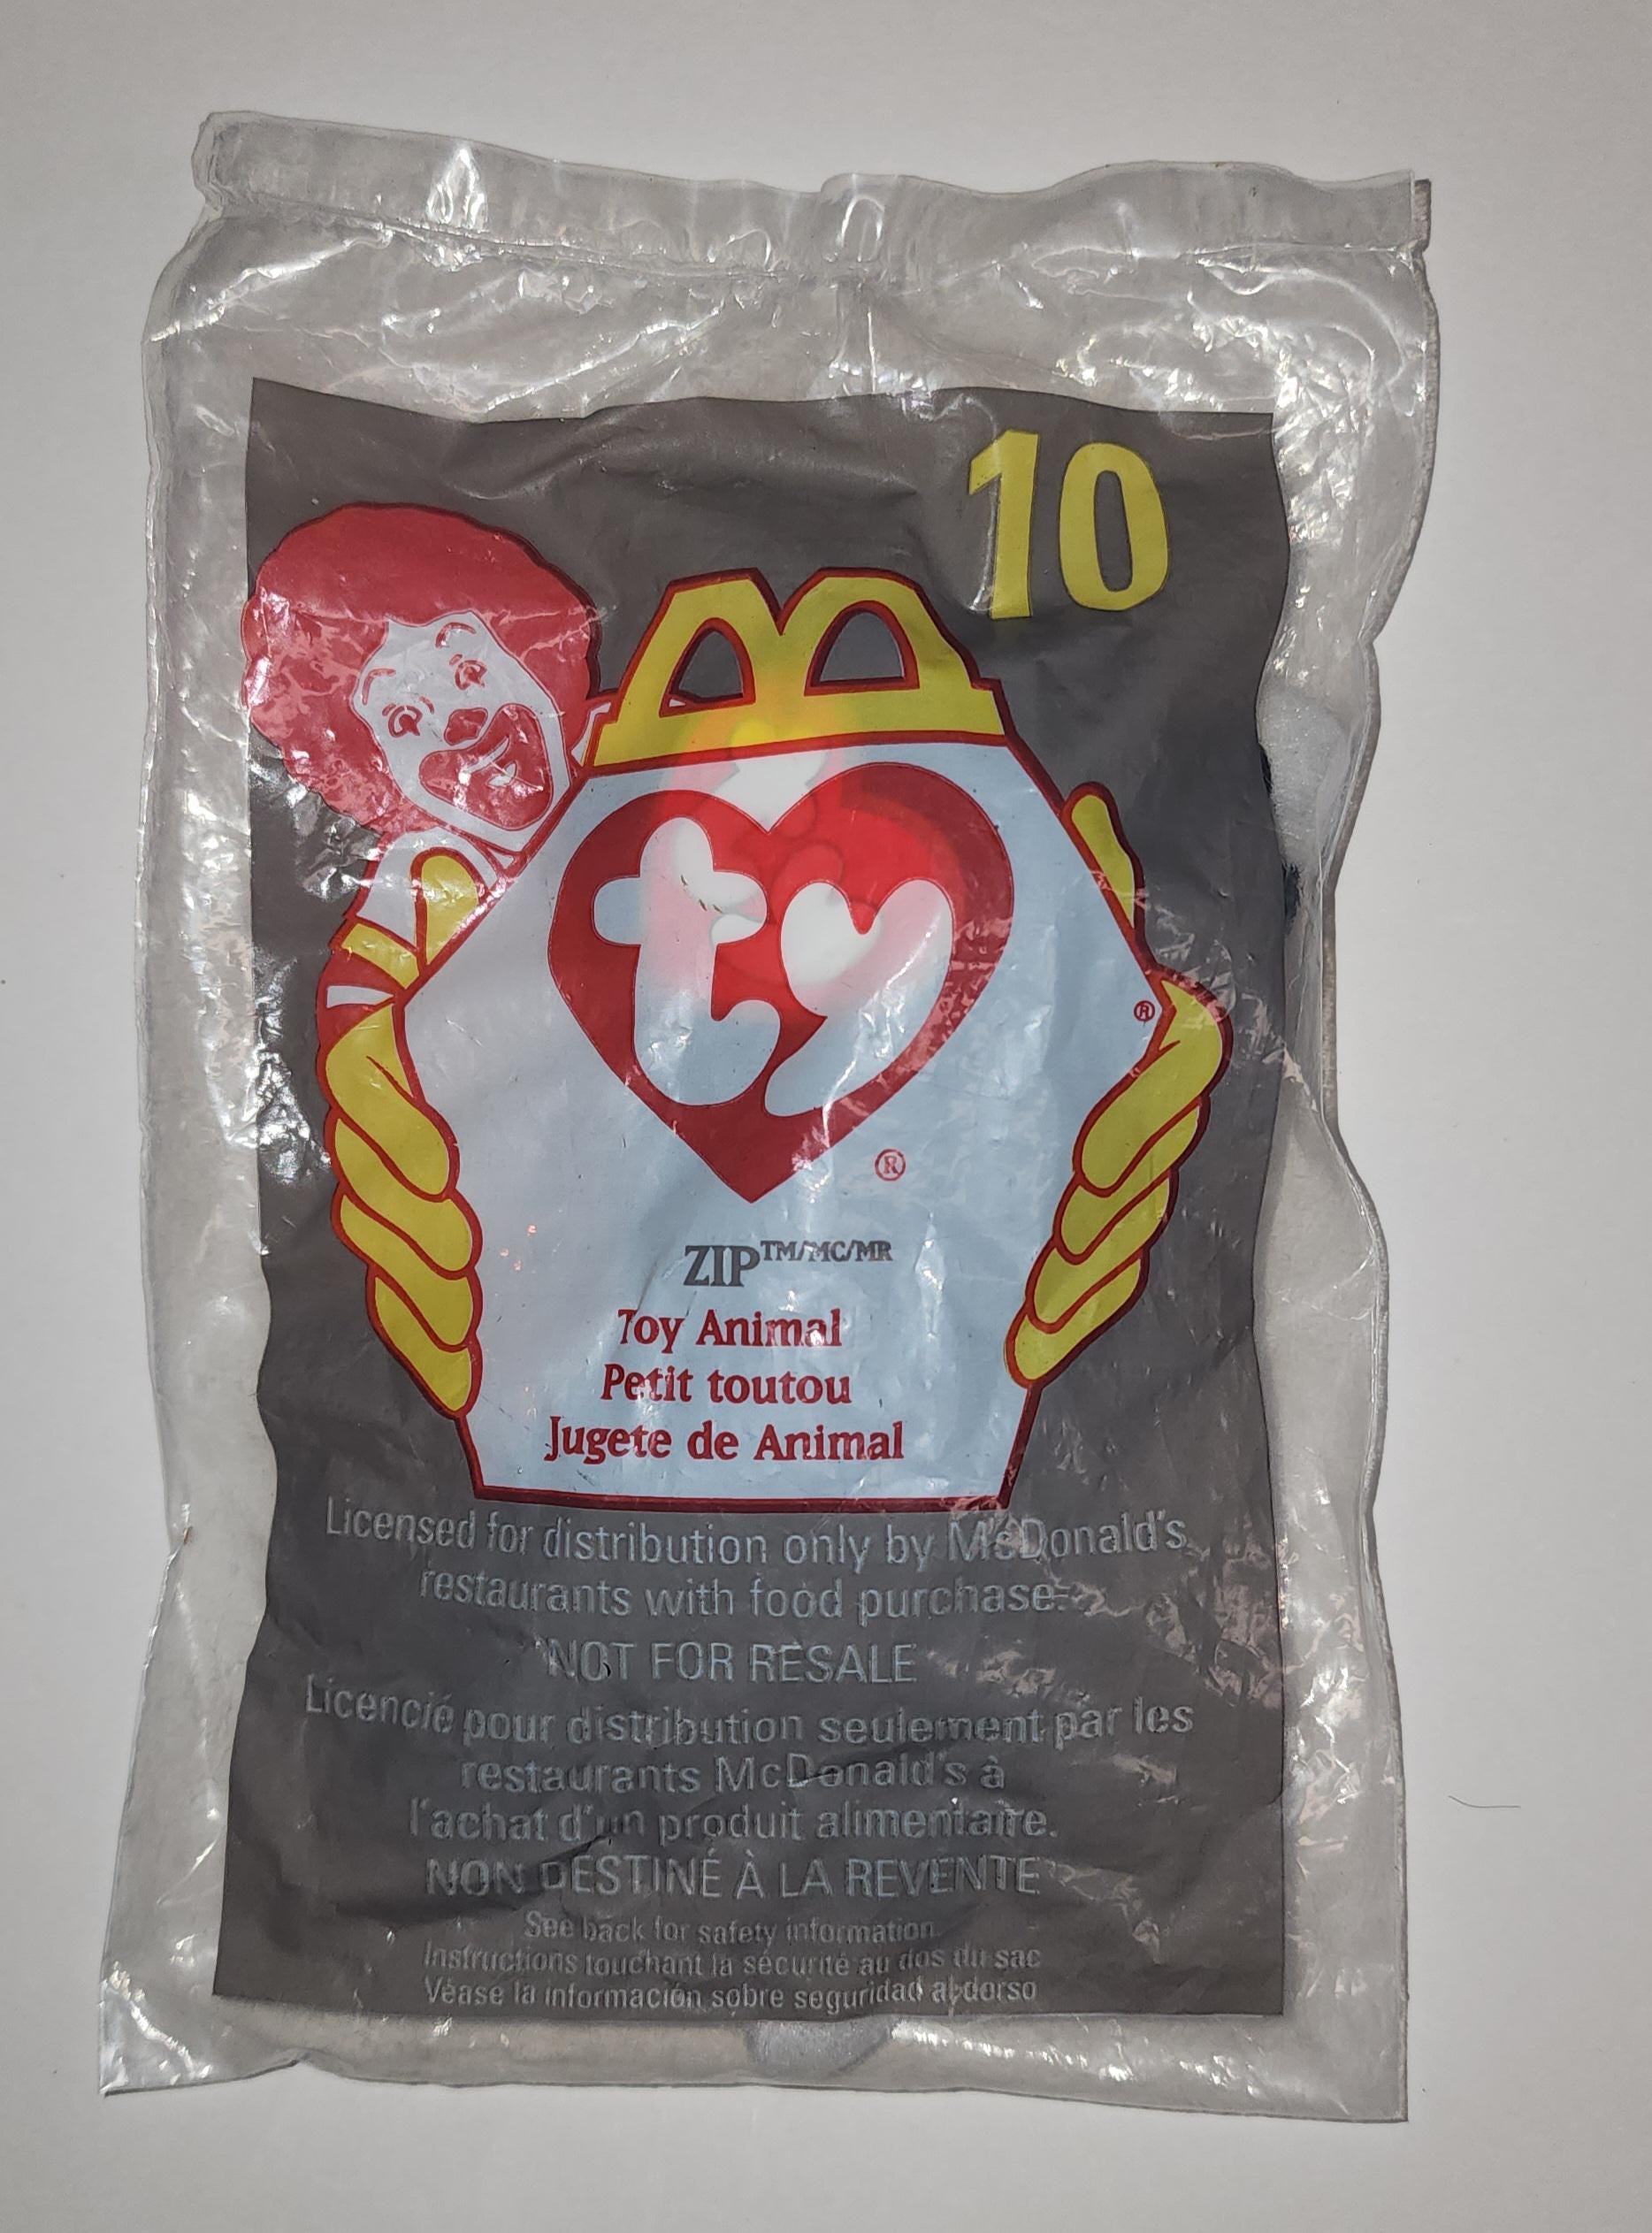 10
ty
®
®
ZIP™/MC/MR
Toy Animal
Petit toutou
Jugete de Animal
Licensed for distribution only by McDonald's
restaurants with food purchase.
NOT FOR RESALE
Licencié pour distribution seulement par les
restaurants McDonald's à
l'achat d'un produit alimentaire.
NON DESTINÉ À LA REVENTE
See back for safety information.
Instructions touchant la sécurité au dos du sac
Véase la información sobre seguridad al dorso